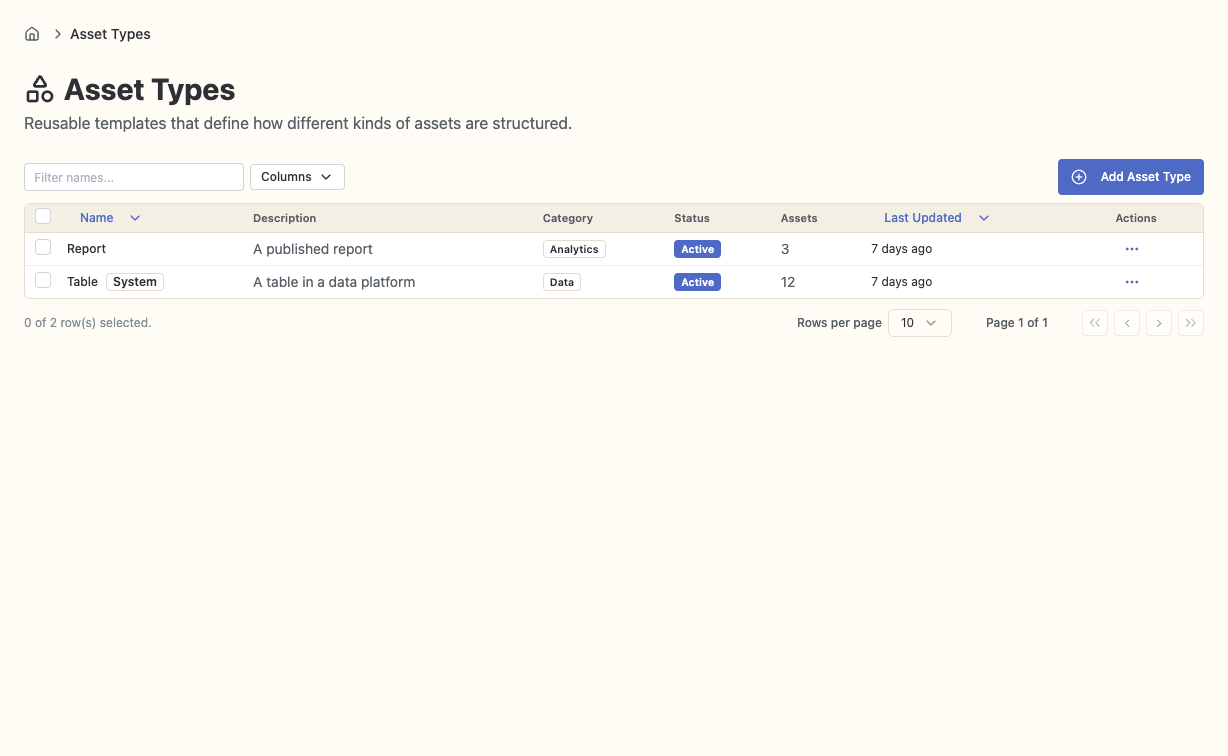 Asset Types
Asset Types
Reusable templates that define how different kinds of assets are structured.
Filter names...
Columns
Add Asset Type
Name Description Category Status Assets Last Updated Actions
Report A published report Analytics Active 3 7 days ago
Table System A table in a data platform Data Active 12 7 days ago
0 of 2 row(s) selected.
Rows per page 10 Page 1 of 1